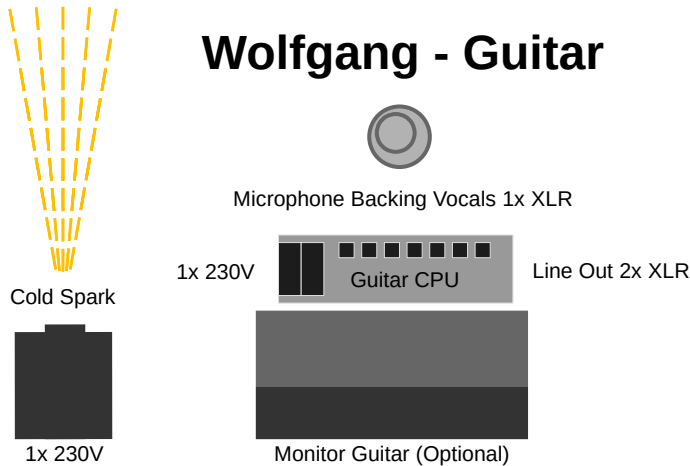 Wolfgang - Guitar
Microphone Backing Vocals 1x XLR
1x 230V
Guitar CPU
Line Out 2x XLR
Cold Spark
1x 230V
Monitor Guitar (Optional)